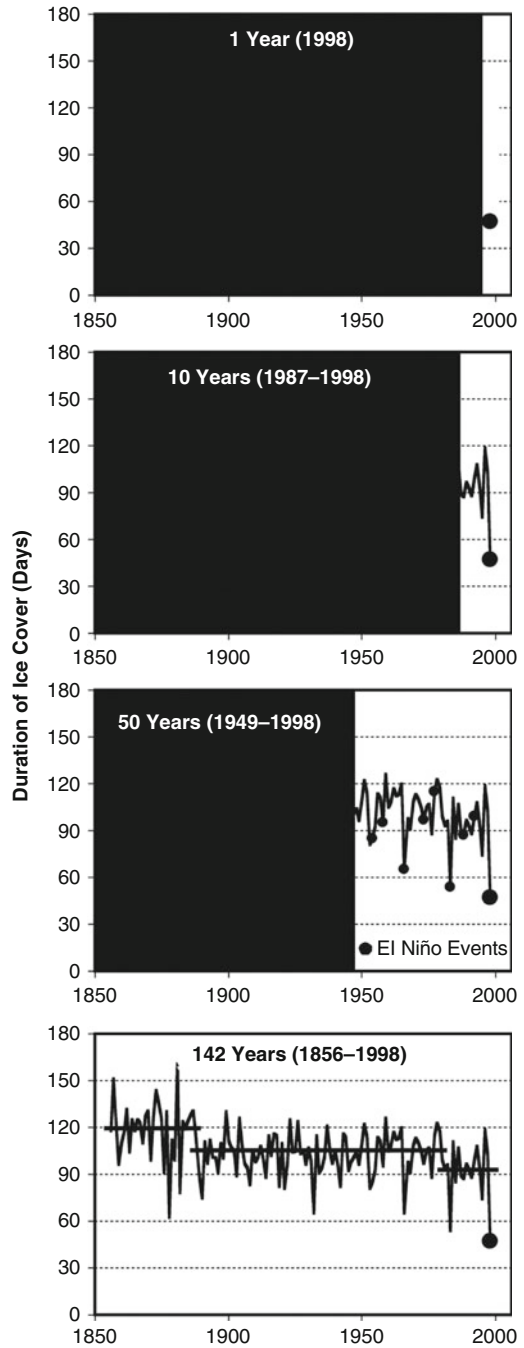 Duration of Ice Cover (Days)
1 Year (1998)
180
150
120
90
60
30
0
1850 1900 1950 2000
10 Years (1987–1998)
180
150
120
90
60
30
0
1850 1900 1950 2000
50 Years (1949–1998)
180
150
120
90
60
30
0
El Niño Events
1850 1900 1950 2000
142 Years (1856–1998)
180
150
120
90
60
30
0
1850 1900 1950 2000